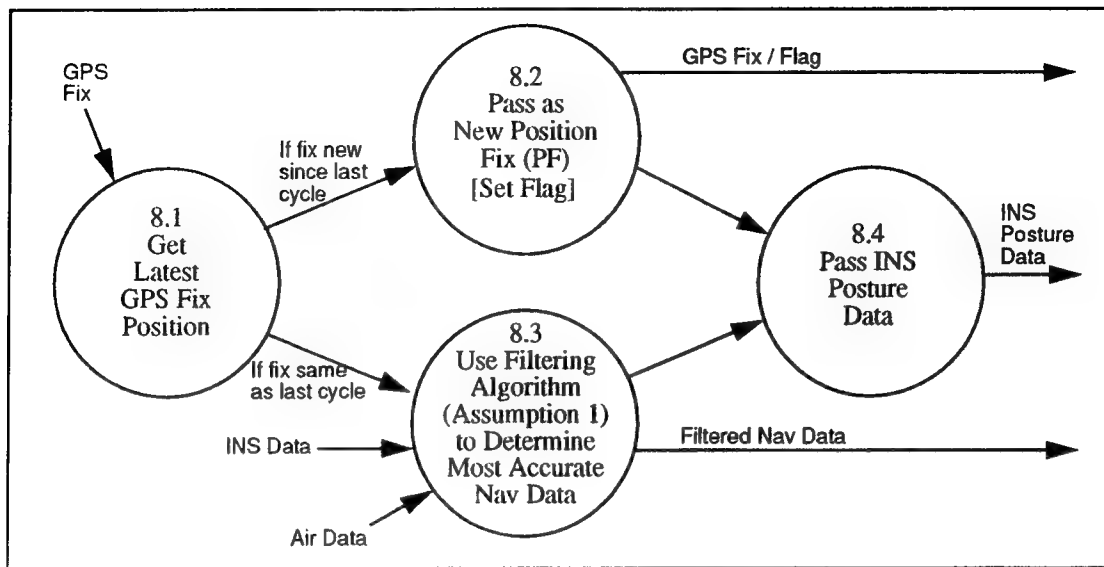 GPS
Fix
8.1
Get
Latest
GPS Fix
Position
If fix new
since last
cycle
If fix same
as last cycle
8.2
Pass as
New Position
Fix (PF)
[Set Flag]
GPS Fix / Flag
8.3
Use Filtering
Algorithm
(Assumption 1)
to Determine
Most Accurate
Nav Data
INS Data
Air Data
Filtered Nav Data
8.4
Pass INS
Posture
Data
INS
Posture
Data